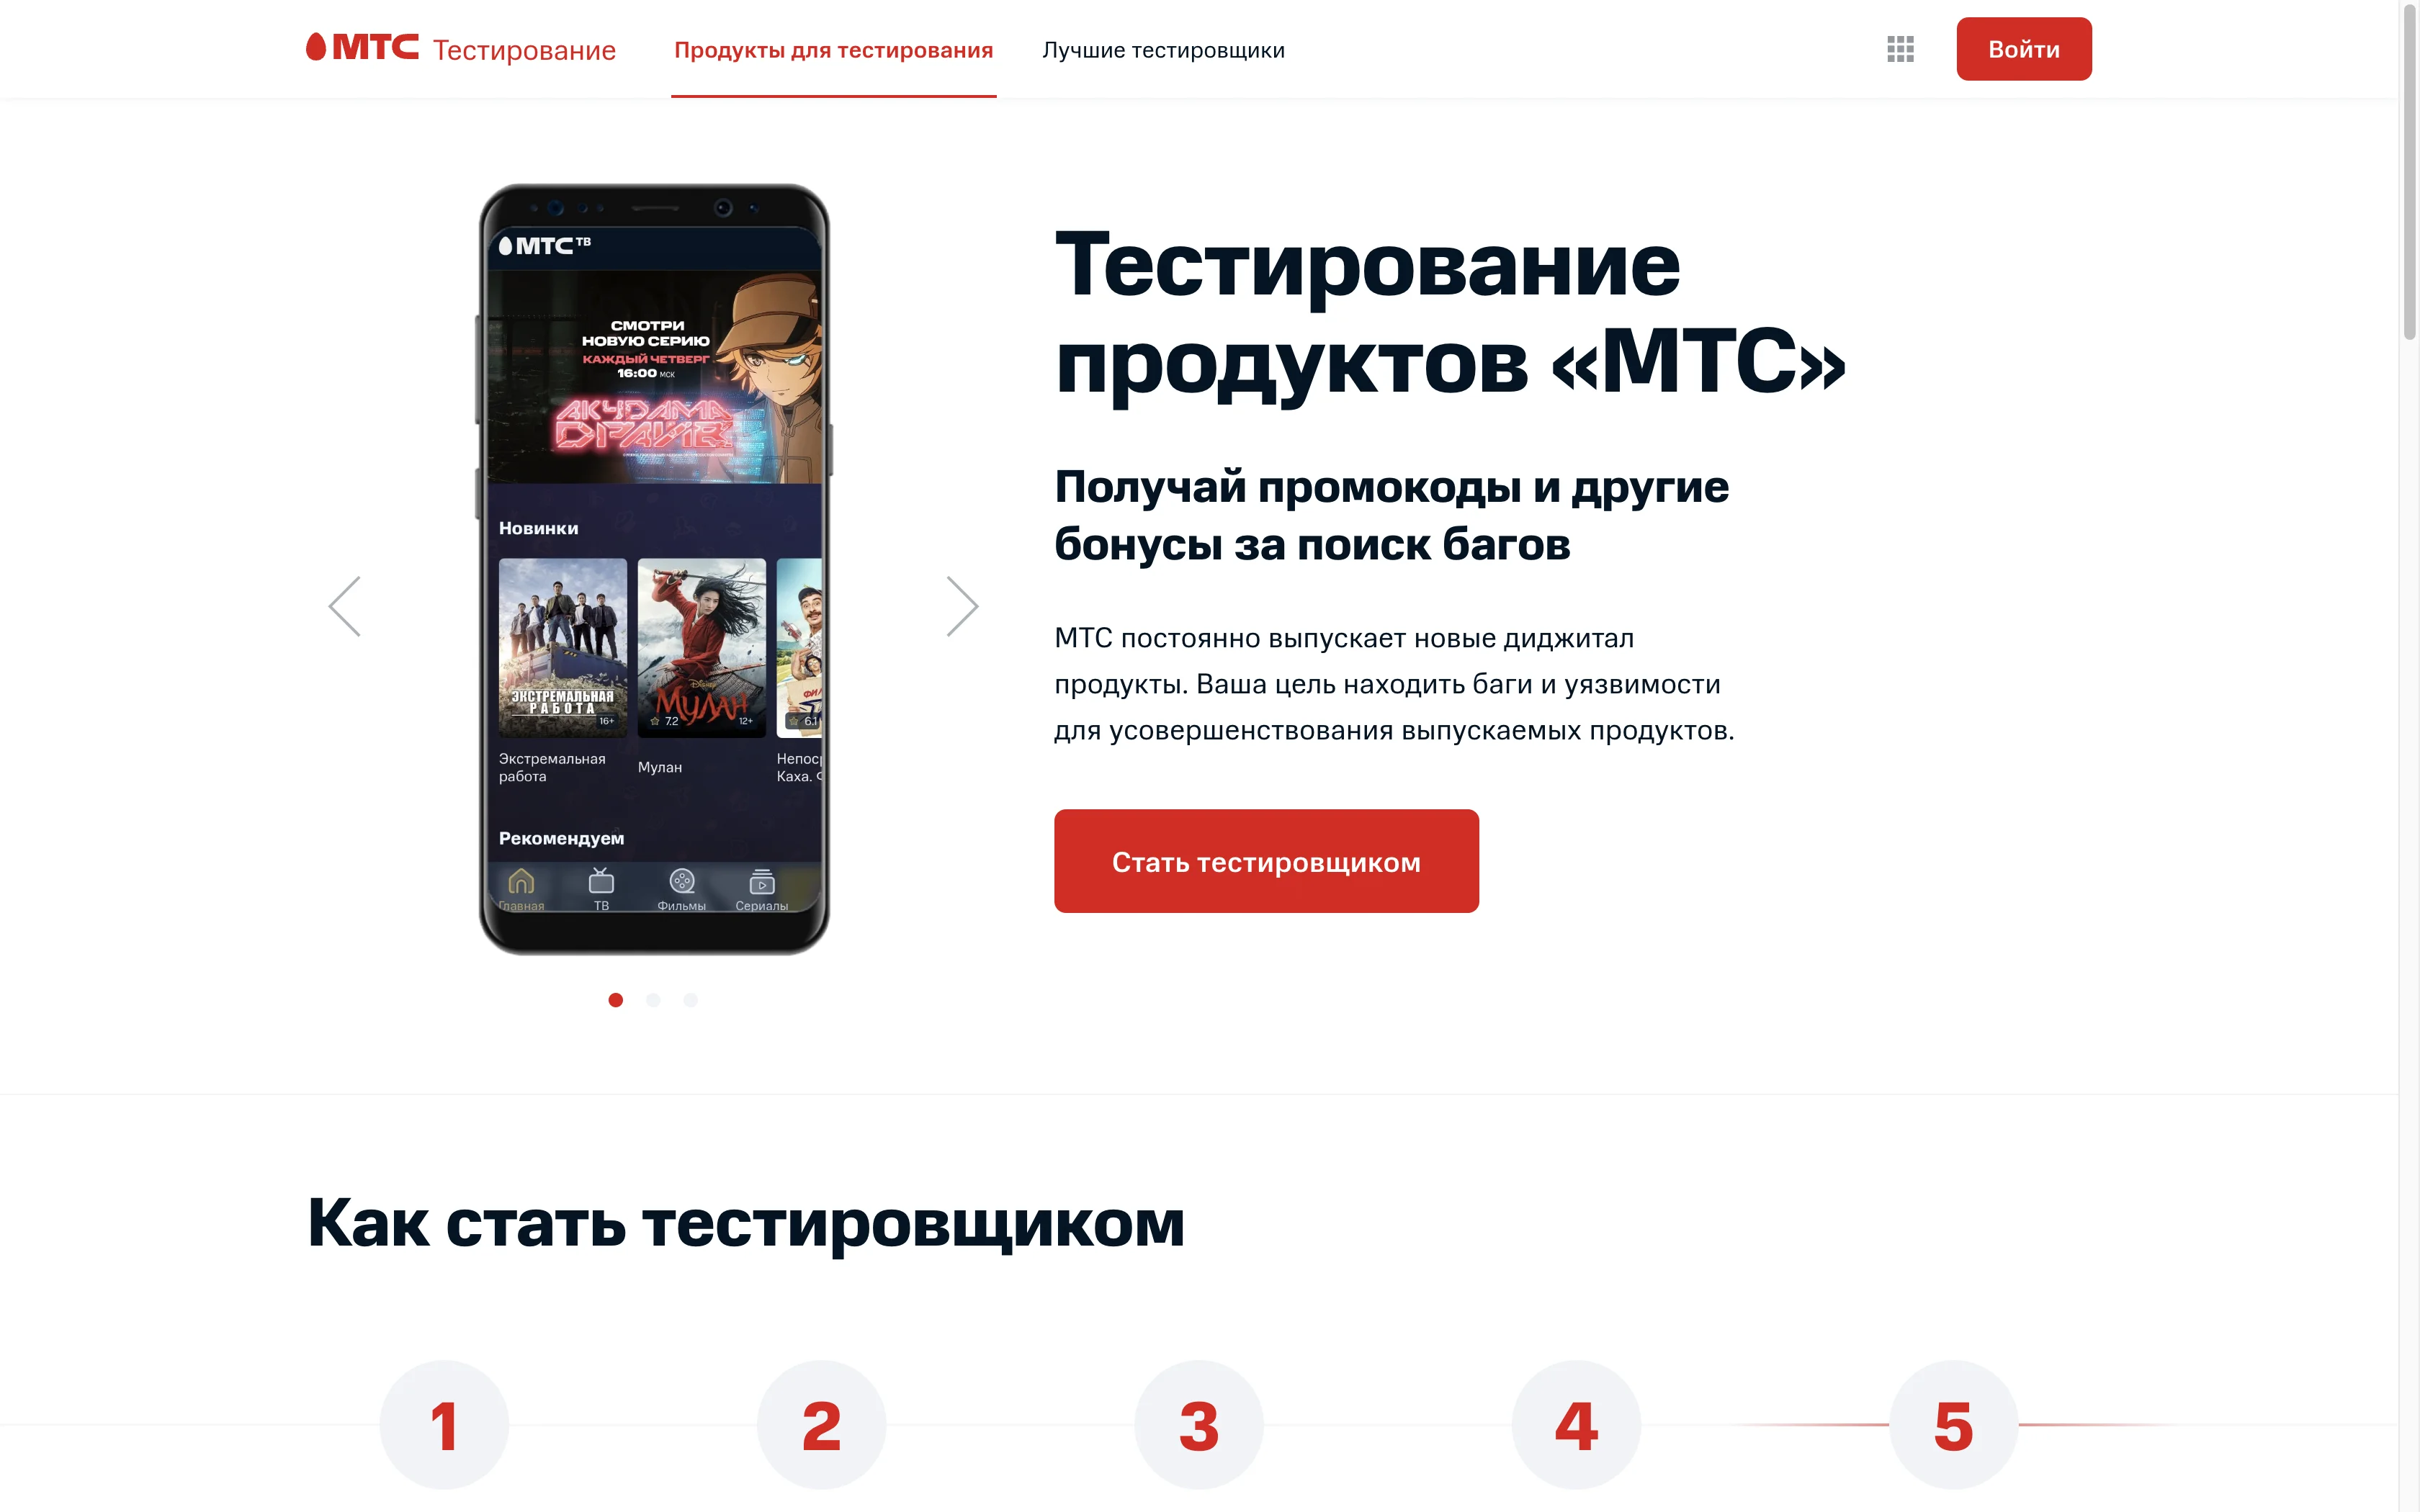 МТС Тестирование
Продукты для тестирования
Лучшие тестировщики
Войти
МТС ТВ
СМОТРИ
НОВУЮ СЕРИЮ
КАЖДЫЙ ЧЕТВЕРГ
16:00 МСК
АКУДАМА
ДРАЙВ
Новинки
ЭКСТРЕМАЛЬНАЯ
РАБОТА
16+
Disney
МУЛАН
7.2
12+
6.1
Экстремальная
работа
Мулан
Каха.
Рекомендуем
Главная
ТВ
Фильмы
Сериалы
Тестирование
продуктов «МТС»
Получай промокоды и другие
бонусы за поиск багов
МТС постоянно выпускает новые диджитал
продукты. Ваша цель находить баги и уязвимости
для усовершенствования выпускаемых продуктов.
Стать тестировщиком
Как стать тестировщиком
1
2
3
4
5